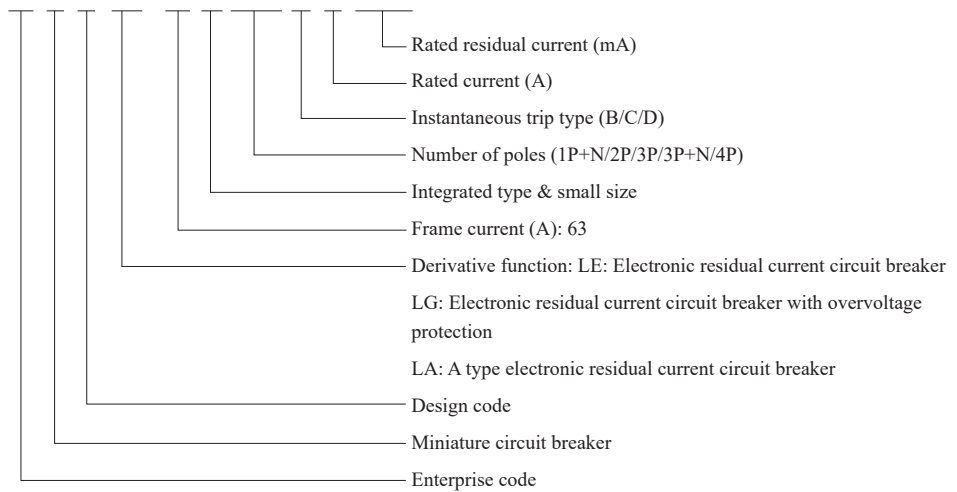 Rated residual current (mA)
Rated current (A)
Instantaneous trip type (B/C/D)
Number of poles (1P+N/2P/3P/3P+N/4P)
Integrated type & small size
Frame current (A): 63
Derivative function: LE: Electronic residual current circuit breaker
LG: Electronic residual current circuit breaker with overvoltage
protection
LA: A type electronic residual current circuit breaker
Design code
Miniature circuit breaker
Enterprise code